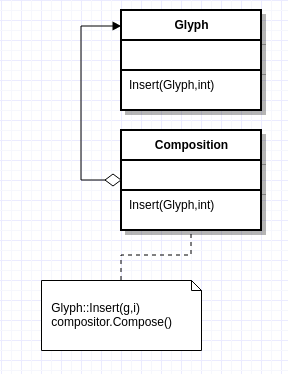 Glyph
Insert(Glyph,int)
Composition
Insert(Glyph,int)
Glyph::Insert(g,i)
compositor.Compose()